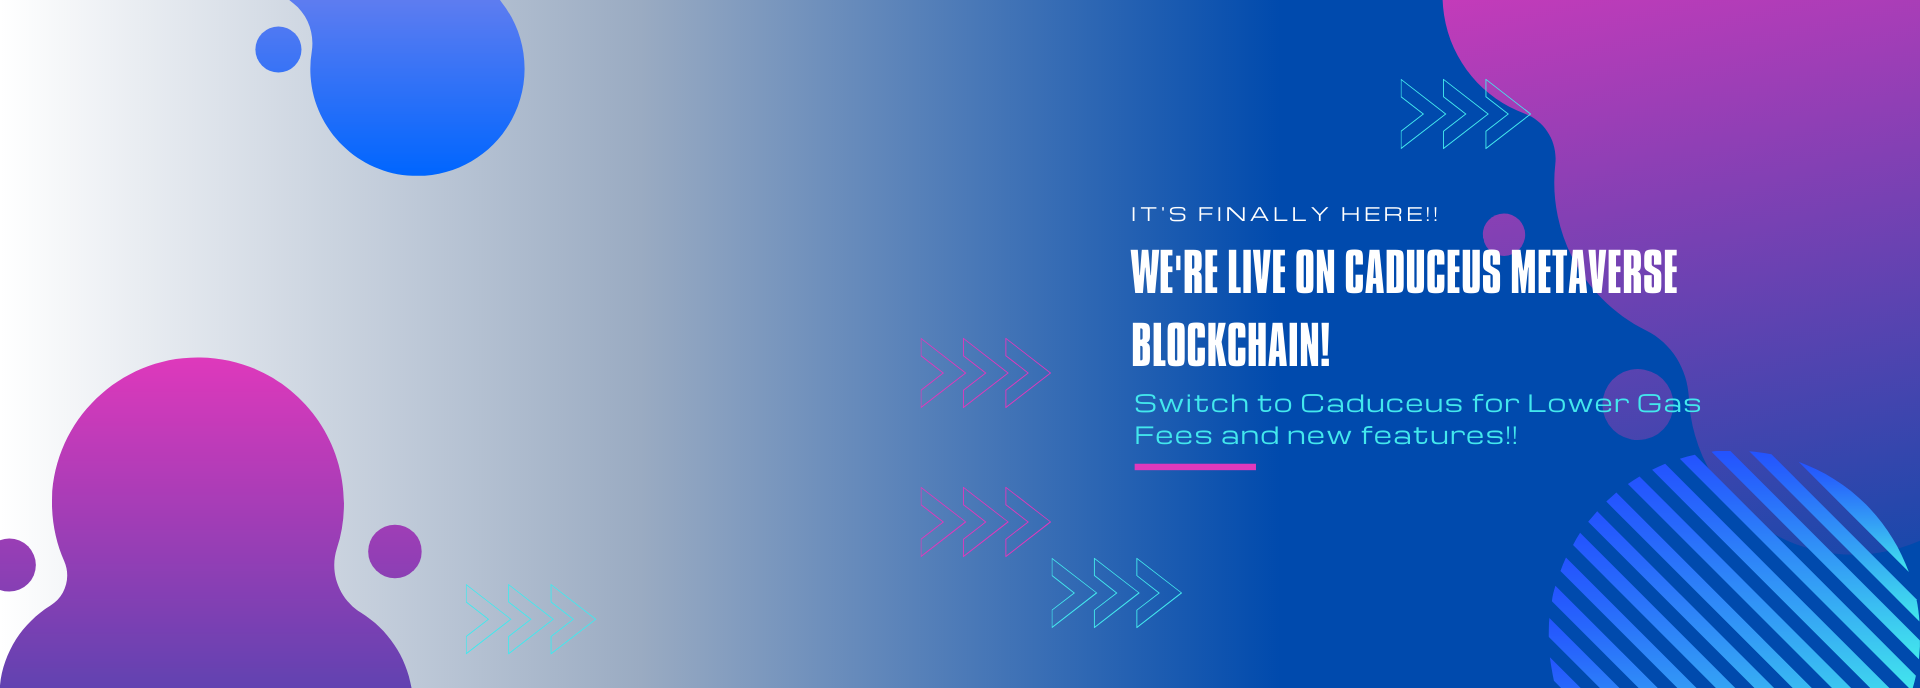 IT'S FINALLY HERE!!
WE'RE LIVE ON CADUCEUS METAVERSE
BLOCKCHAIN!
Switch to Caduceus for Lower Gas
Fees and new features!!